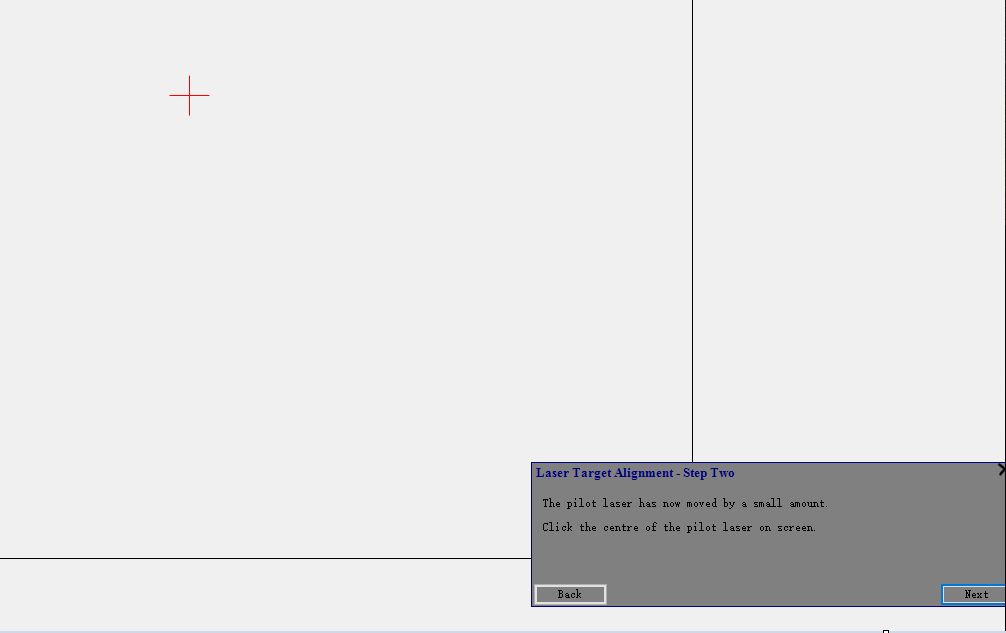 Laser Target Alignment - Step Two
The pilot laser has now moved by a small amount.
Click the centre of the pilot laser on screen.
Back
Next